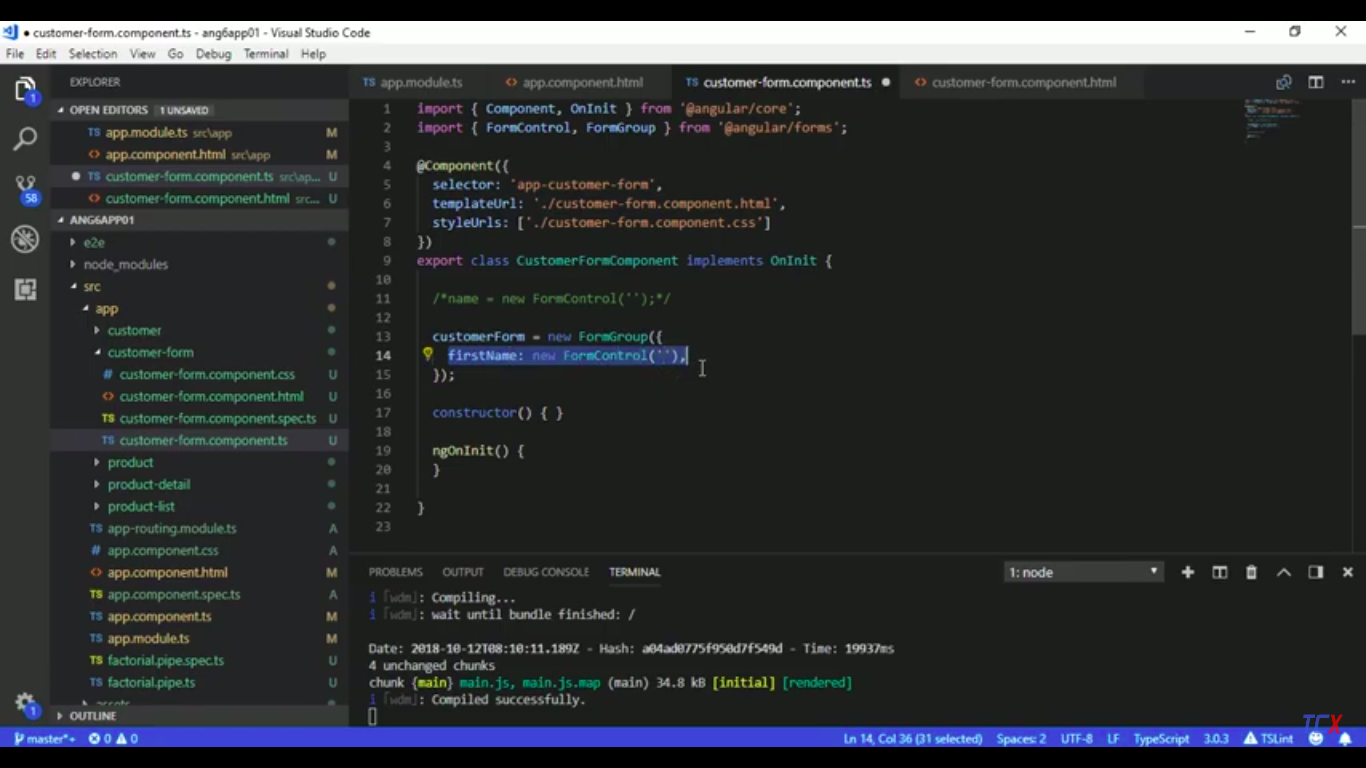 ● customer-form.component.ts - ang6app01 - Visual Studio Code
File Edit Selection View Go Debug Terminal Help
EXPLORER
OPEN EDITORS 1 UNSAVED
TS app.module.ts src\app M
<> app.component.html src\app M
● TS customer-form.component.ts src\ap... U
<> customer-form.component.html src... U
ANG6APP01
e2e
node_modules
src
app
customer
customer-form
# customer-form.component.css U
<> customer-form.component.html U
TS customer-form.component.spec.ts U
TS customer-form.component.ts U
product
product-detail
product-list
TS app-routing.module.ts A
# app.component.css A
<> app.component.html M
TS app.component.spec.ts A
TS app.component.ts M
TS app.module.ts M
TS factorial.pipe.spec.ts U
TS factorial.pipe.ts U
assets
OUTLINE
1
58
1
TS app.module.ts <> app.component.html TS customer-form.component.ts ● <> customer-form.component.html
1 import { Component, OnInit } from '@angular/core';
2 import { FormControl, FormGroup } from '@angular/forms';
3
4 @Component({
5 selector: 'app-customer-form',
6 templateUrl: './customer-form.component.html',
7 styleUrls: ['./customer-form.component.css']
8 })
9 export class CustomerFormComponent implements OnInit {
10
11 /*name = new FormControl('');*/
12
13 customerForm = new FormGroup({
14 firstName: new FormControl(''),
15 });
16
17 constructor() { }
18
19 ngOnInit() {
20 }
21
22 }
23
PROBLEMS OUTPUT DEBUG CONSOLE TERMINAL 1: node
i ｢wdm｣: Compiling...
i ｢wdm｣: wait until bundle finished: /
Date: 2018-10-12T08:10:11.189Z - Hash: a04ad0775f950d7f549d - Time: 19937ms
4 unchanged chunks
chunk {main} main.js, main.js.map (main) 34.8 kB [initial] [rendered]
i ｢wdm｣: Compiled successfully.
TCX
master*+ 0 0 Ln 14, Col 36 (31 selected) Spaces: 2 UTF-8 LF TypeScript 3.0.3 TSLint